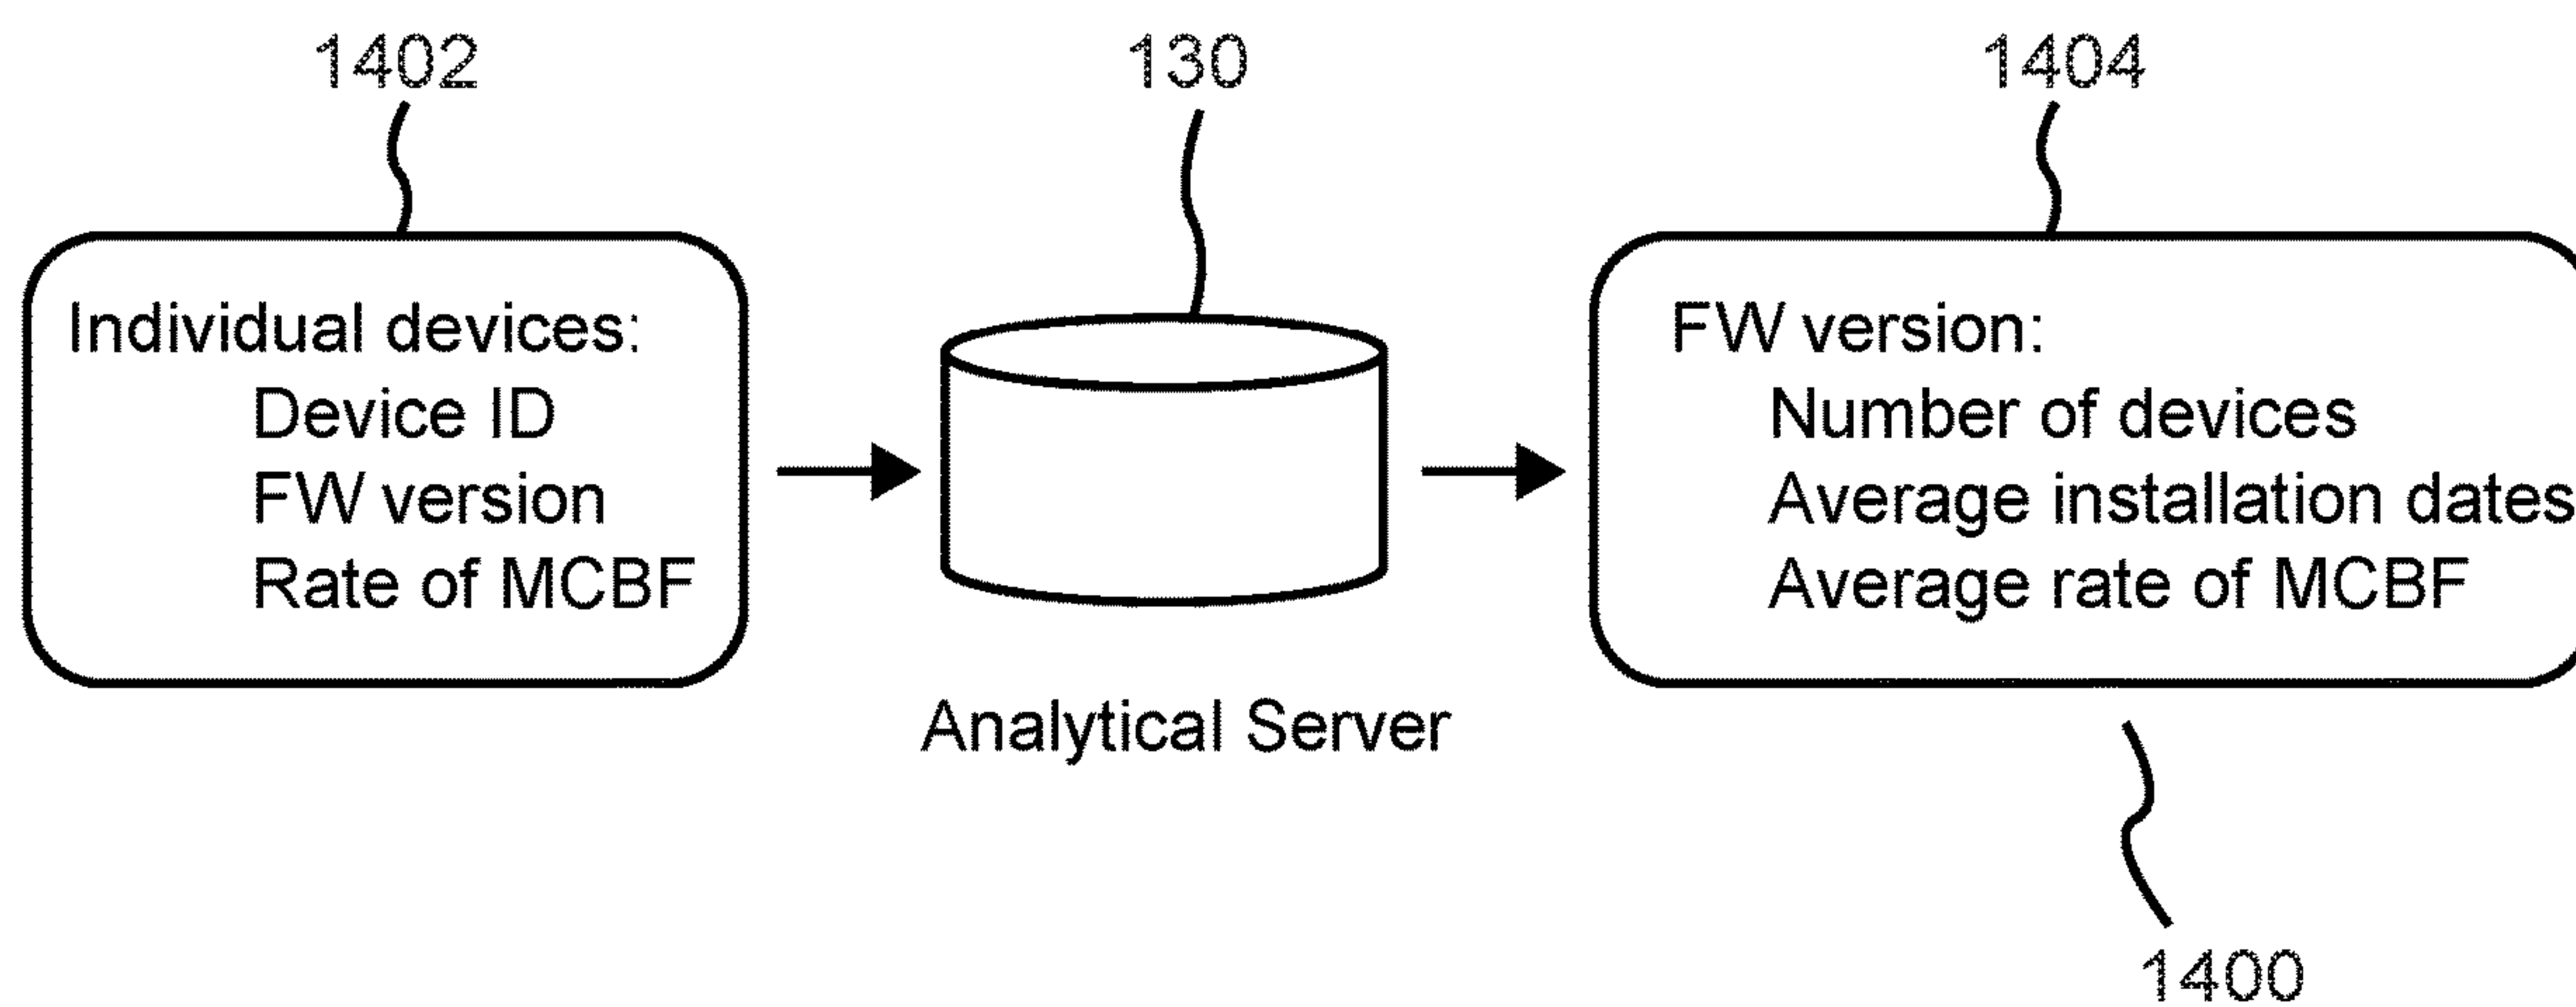 1402
130
1404
Individual devices:
Device ID
FW version
Rate of MCBF
FW version:
Number of devices
Average installation dates
Average rate of MCBF
Analytical Server
1400